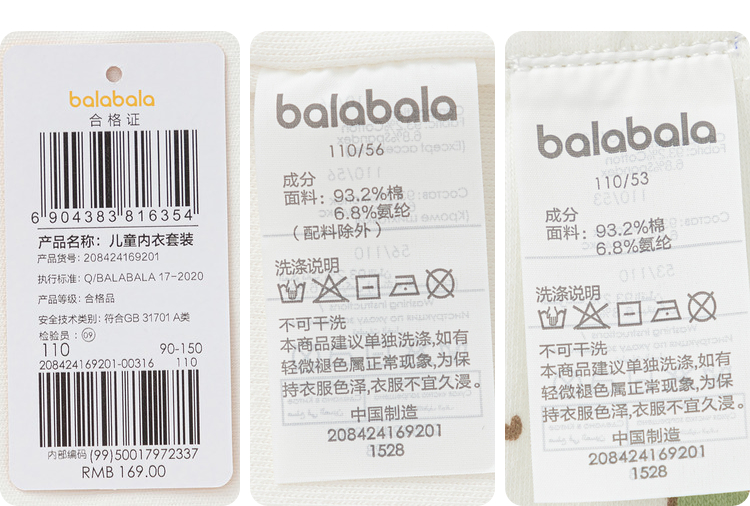 balabala
合格证
6 904383 816354
产品名称：儿童内衣套装
产品货号：208424169201
执行标准：Q/BALABALA 17-2020
产品等级：合格品
安全技术类别：符合GB 31701 A类
检验员：09
110 90-150
208424169201-00316 110
内部编码 (99)50017972337
RMB 169.00
balabala
110/56
成分
面料：93.2%棉
6.8%氨纶
（配料除外）
洗涤说明
不可干洗
本商品建议单独洗涤,如有
轻微褪色属正常现象,为保
持衣服色泽,衣服不宜久浸。
中国制造
208424169201
1528
balabala
110/53
成分
面料：93.2%棉
6.8%氨纶
洗涤说明
不可干洗
本商品建议单独洗涤,如有
轻微褪色属正常现象,为保
持衣服色泽,衣服不宜久浸。
中国制造
208424169201
1528